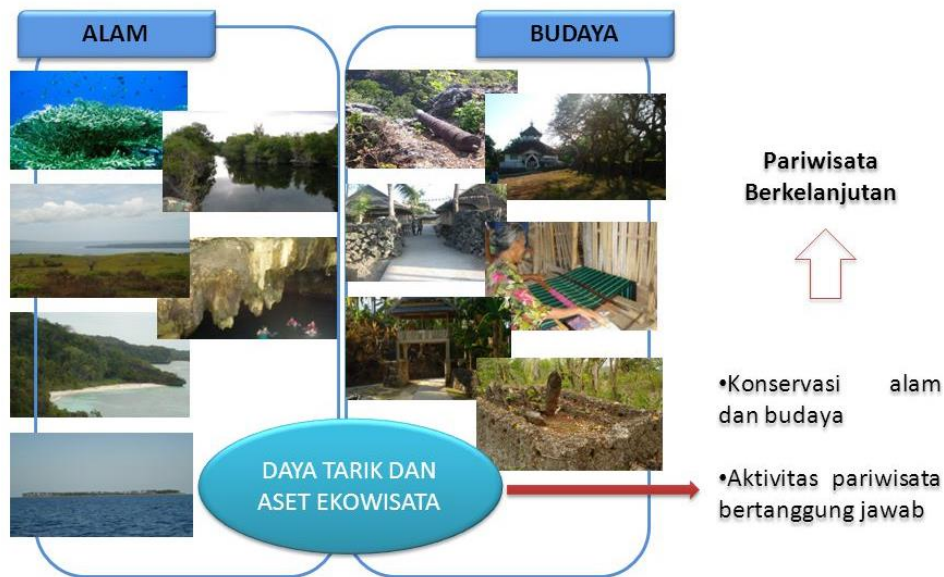 ALAM
BUDAYA
Pariwisata
Berkelanjutan
•Konservasi alam
dan budaya
DAYA TARIK DAN
ASET EKOWISATA
•Aktivitas pariwisata
bertanggung jawab